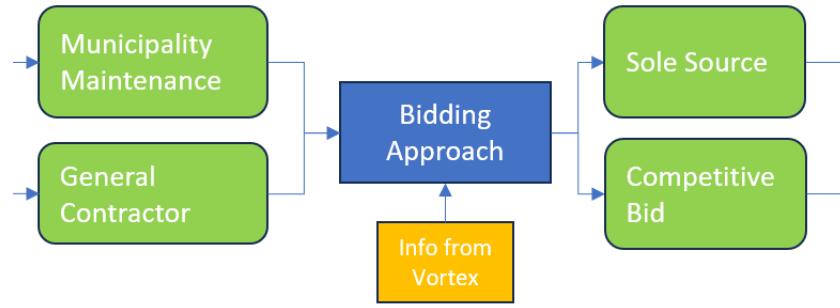 Municipality
Maintenance
General
Contractor
Bidding
Approach
Info from
Vortex
Sole Source
Competitive
Bid